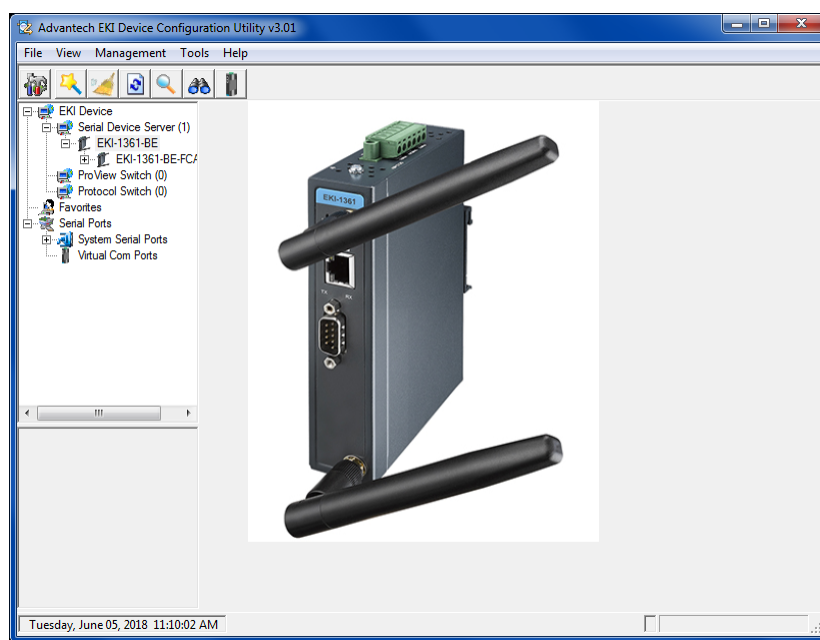 Advantech EKI Device Configuration Utility v3.01
File View Management Tools Help
EKI Device
Serial Device Server (1)
EKI-1361-BE
EKI-1361-BE-FCA
ProView Switch (0)
Protocol Switch (0)
Favorites
Serial Ports
System Serial Ports
Virtual Com Ports
EKI-1361
TX RX
Tuesday, June 05, 2018 11:10:02 AM